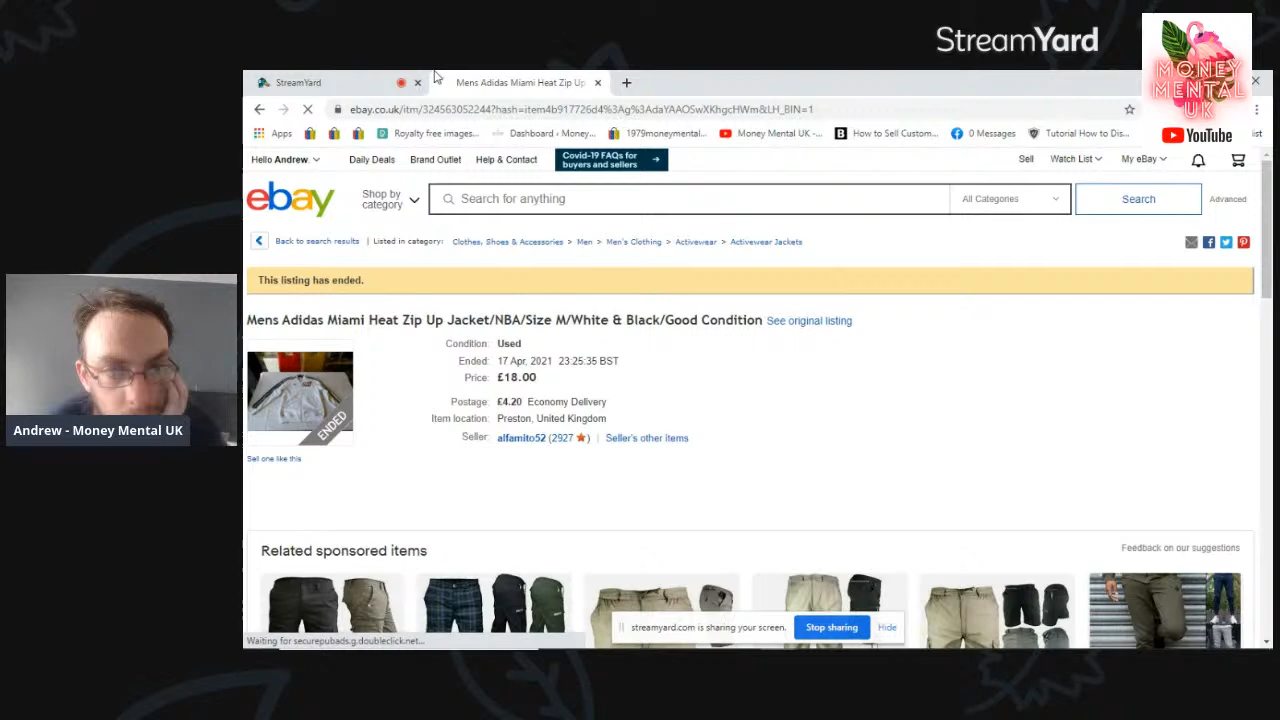 StreamYard
MONEY
MENTAL
UK
YouTube
StreamYard
Mens Adidas Miami Heat Zip Up
ebay.co.uk/itm/324563052244?hash=item4b917726d4%3Ag%3AdaYAAOSwXKhgcHWm&LH_BIN=1
Apps
Royalty free images...
Dashboard ‹ Money...
1979moneymental...
Money Mental UK -...
How to Sell Custom...
0 Messages
Tutorial How to Dis...
list
Hello Andrew.
Daily Deals
Brand Outlet
Help & Contact
Covid-19 FAQs for
buyers and sellers
Sell
Watch List
My eBay
ebay
Shop by
category
Search for anything
All Categories
Search
Advanced
Back to search results | Listed in category: Clothes, Shoes & Accessories > Men > Men's Clothing > Activewear > Activewear Jackets
This listing has ended.
Mens Adidas Miami Heat Zip Up Jacket/NBA/Size M/White & Black/Good Condition See original listing
ENDED
Condition: Used
Ended: 17 Apr, 2021 23:25:35 BST
Price: £18.00
Postage: £4.20 Economy Delivery
Item location: Preston, United Kingdom
Seller: alfamito52 (2927 ) | Seller's other items
Sell one like this
Andrew - Money Mental UK
Related sponsored items
Feedback on our suggestions
streamyard.com is sharing your screen.
Stop sharing
Hide
Waiting for securepubads.g.doubleclick.net...